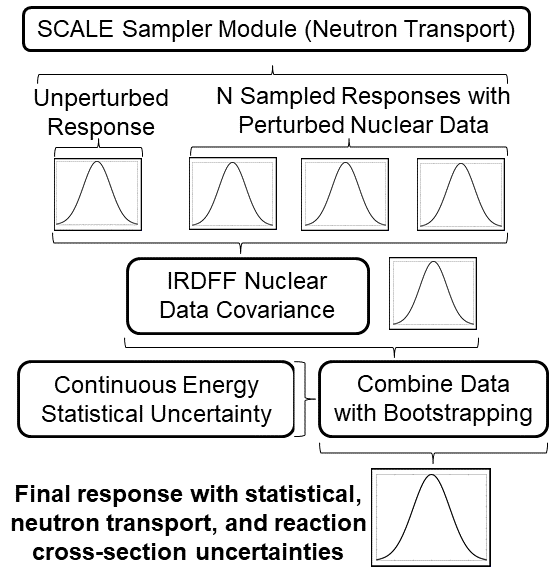 SCALE Sampler Module (Neutron Transport)
Unperturbed
Response
N Sampled Responses with
Perturbed Nuclear Data
IRDFF Nuclear
Data Covariance
Continuous Energy
Statistical Uncertainty
Combine Data
with Bootstrapping
Final response with statistical,
neutron transport, and reaction
cross-section uncertainties